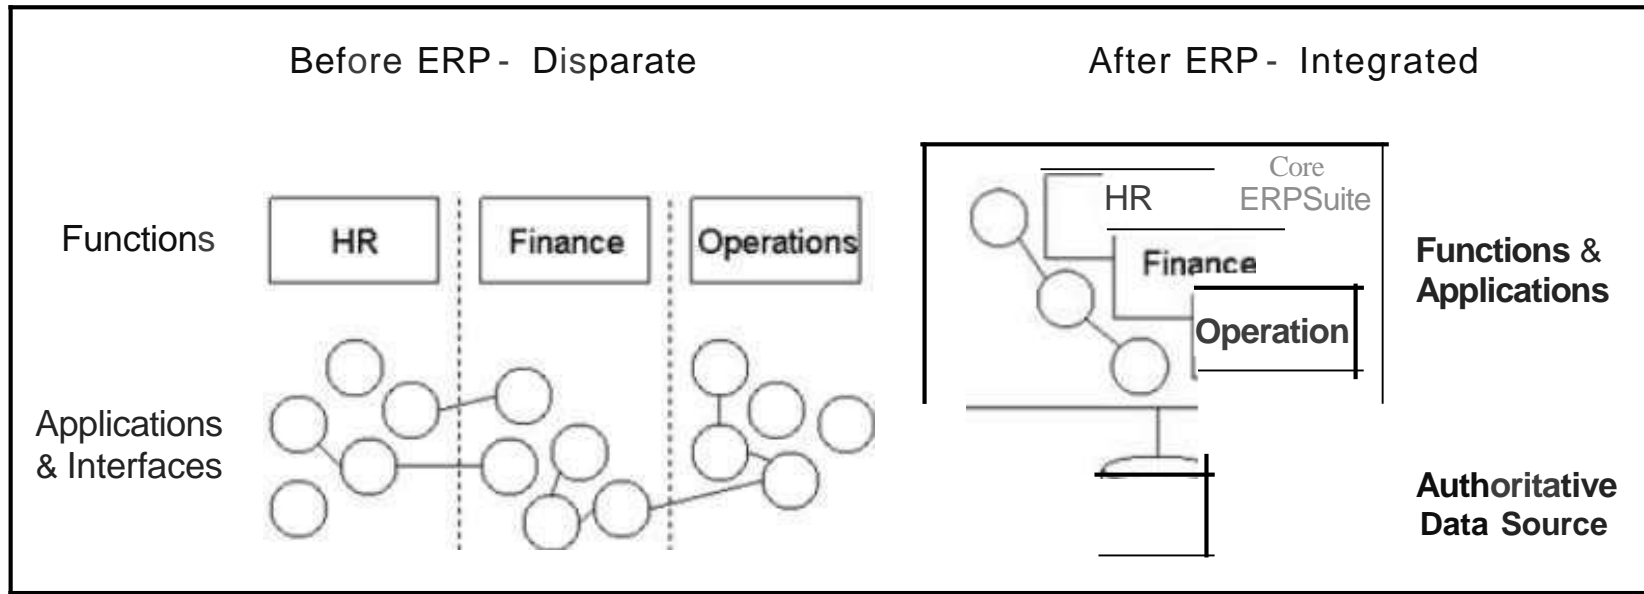 Before ERP - Disparate
After ERP - Integrated
Functions
HR
Finance
Operations
Applications
& Interfaces
Core
ERPSuite
HR
Finance
Operation
Functions &
Applications
Authoritative
Data Source